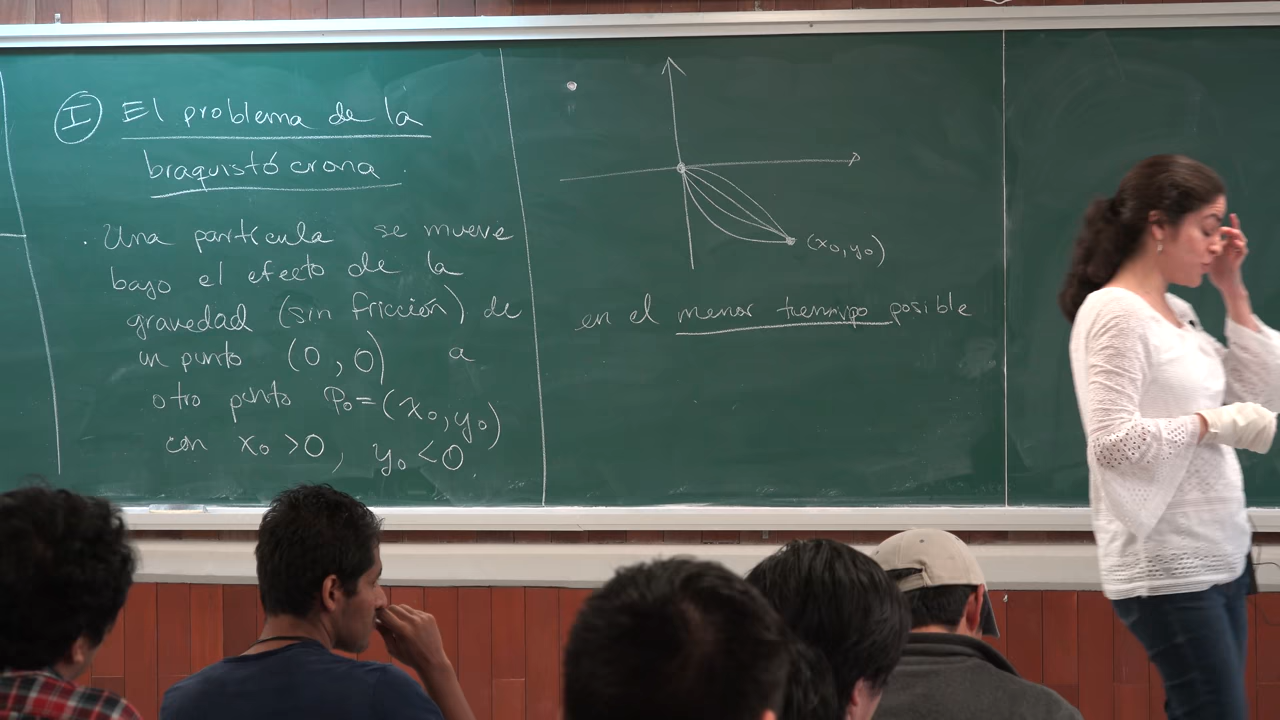 I El problema de la
braquistócrona.
. Una partícula se mueve
bajo el efecto de la
gravedad (sin fricción) de
un punto (0,0) a
otro punto P₀=(x₀,y₀)
con x₀>0, y₀<0.
(x₀,y₀)
en el menor tiempo posible